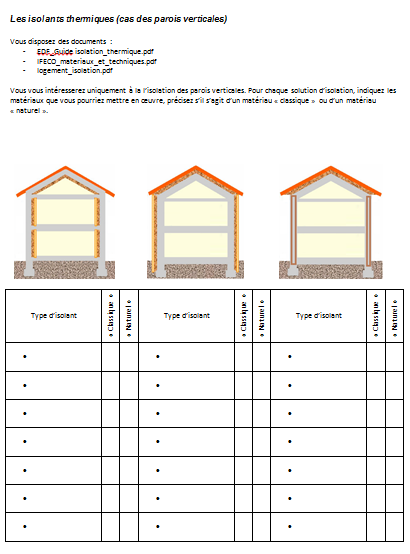 Les isolants thermiques (cas des parois verticales)
Vous disposez des documents :
- EDF_Guide isolation_thermique.pdf
- IFECO_materiaux_et_techniques.pdf
- logement_isolation.pdf
Vous vous intéresserez uniquement à la l'isolation des parois verticales. Pour chaque solution d'isolation, indiquez les
matériaux que vous pourriez mettre en œuvre, précisez s'il s'agit d'un matériau « classique » ou d'un matériau
« naturel ».
Type d'isolant « Classique » « Naturel » Type d'isolant « Classique » « Naturel » Type d'isolant « Classique » « Naturel »
• • •
• • •
• • •
• • •
• • •
• • •
• • •